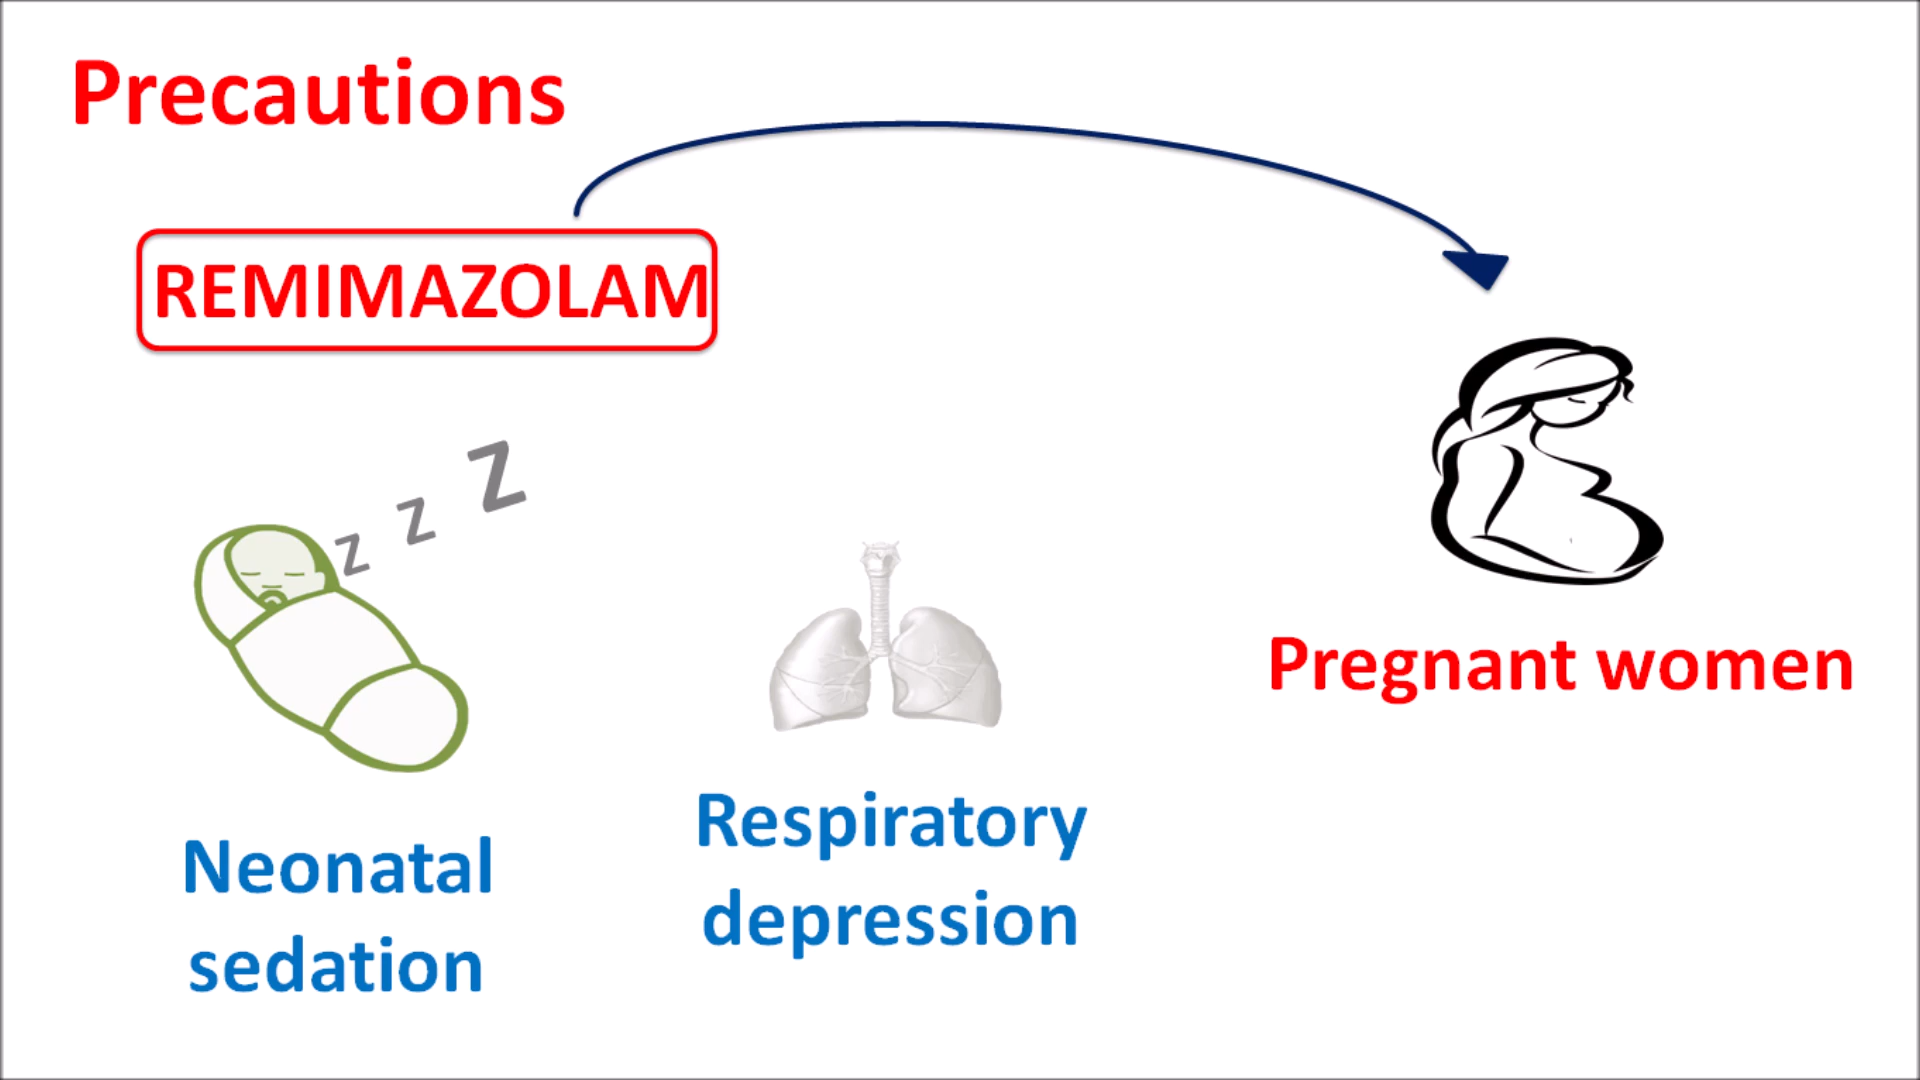 Precautions
REMIMAZOLAM
z z Z
Pregnant women
Neonatal
sedation
Respiratory
depression